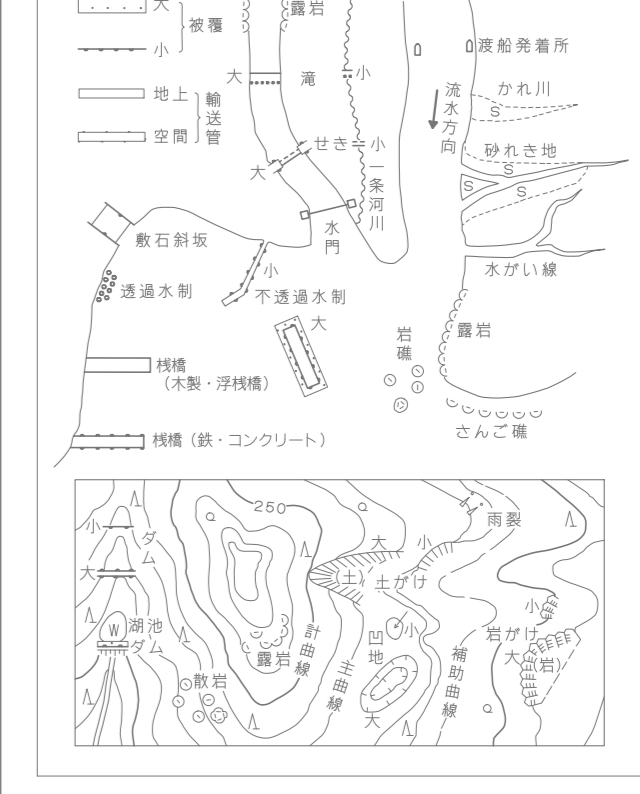 大
小
被覆
地上
空間
輸送管
露岩
大
滝
小
せき
小
大
一条河川
水門
渡船発着所
流水方向
かれ川
S
砂れき地
S
S
S
水がい線
敷石斜坂
透過水制
小
不透過水制
大
岩礁
露岩
さんご礁
桟橋
(木製・浮桟橋)
桟橋(鉄・コンクリート)
250
小
ダム
大
W
湖池
ダム
散岩
露岩
計曲線
主曲線
大
小
(土)
土がけ
雨裂
凹地
小
大
補助曲線
小
岩がけ
大
(岩)